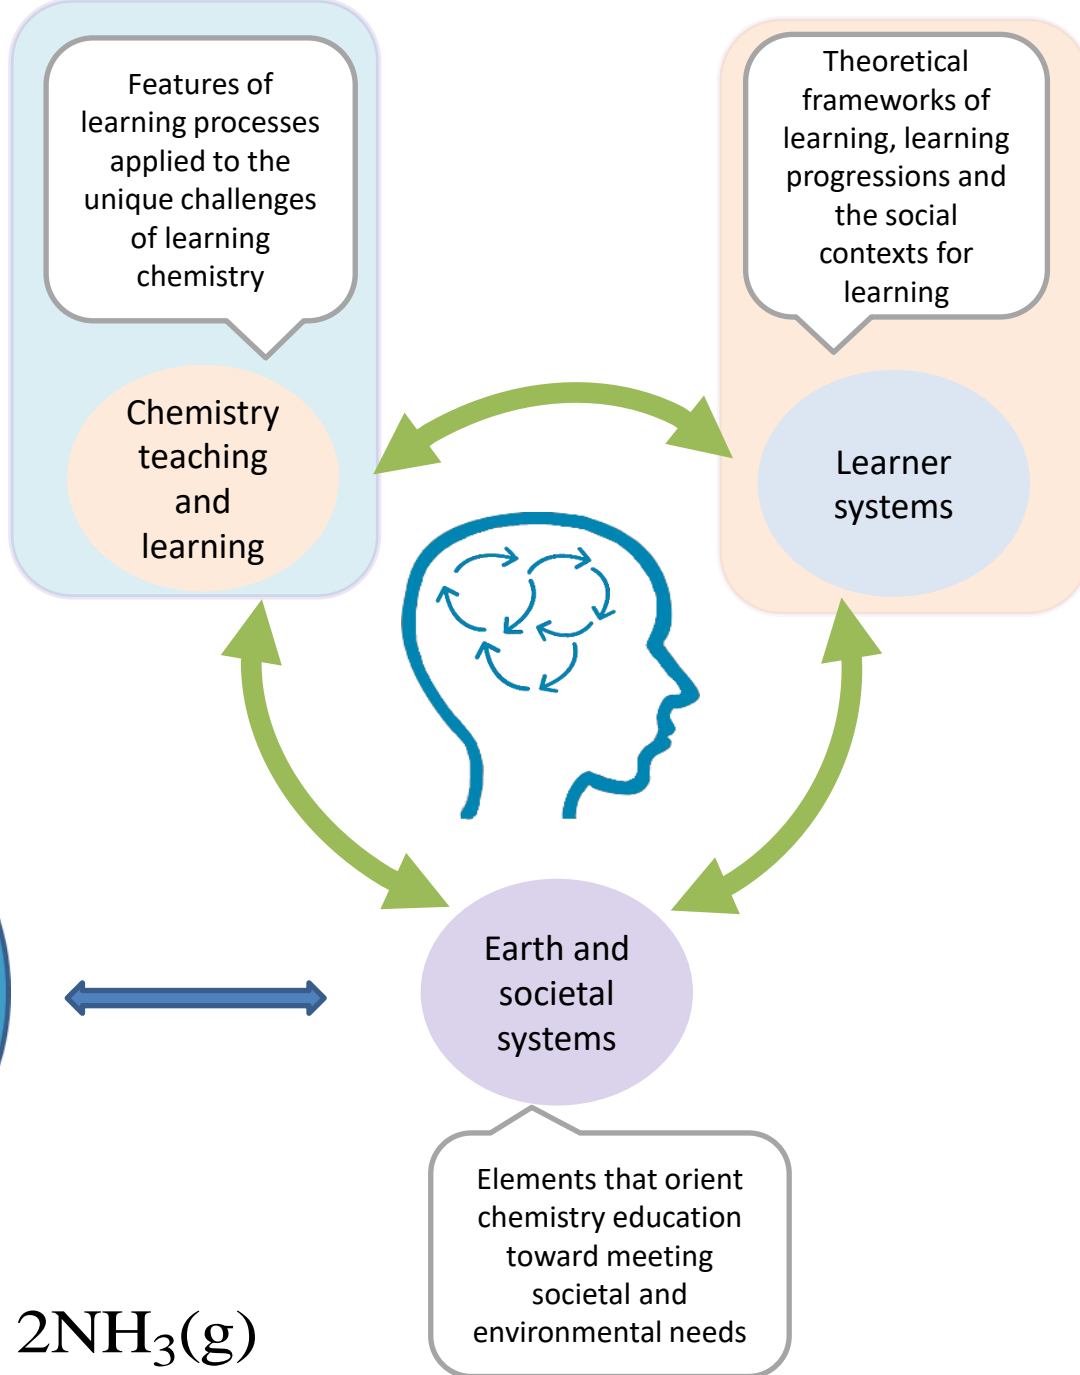 Features of
learning processes
applied to the
unique challenges
of learning
chemistry
Theoretical
frameworks of
learning, learning
progressions and
the social
contexts for
learning
Chemistry
teaching
and
learning
Learner
systems
Earth and
societal
systems
Elements that orient
chemistry education
toward meeting
societal and
environmental needs
2NH₃(g)